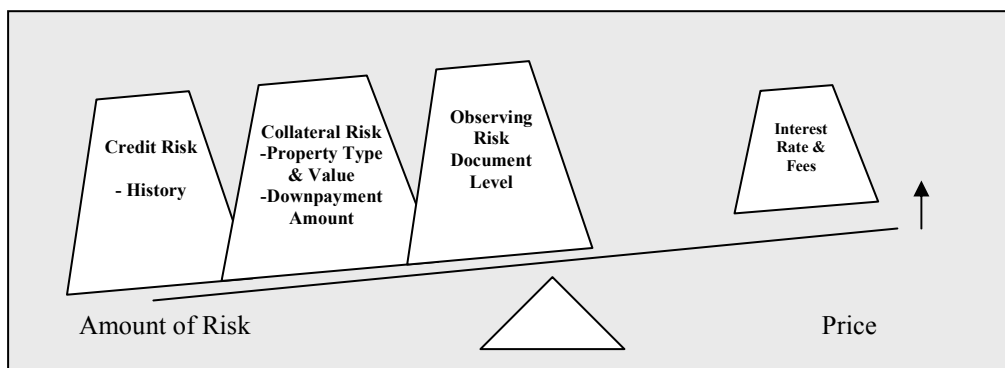 Credit Risk
- History
Collateral Risk
-Property Type
& Value
-Downpayment
Amount
Observing
Risk
Document
Level
Interest
Rate &
Fees
Amount of Risk
Price